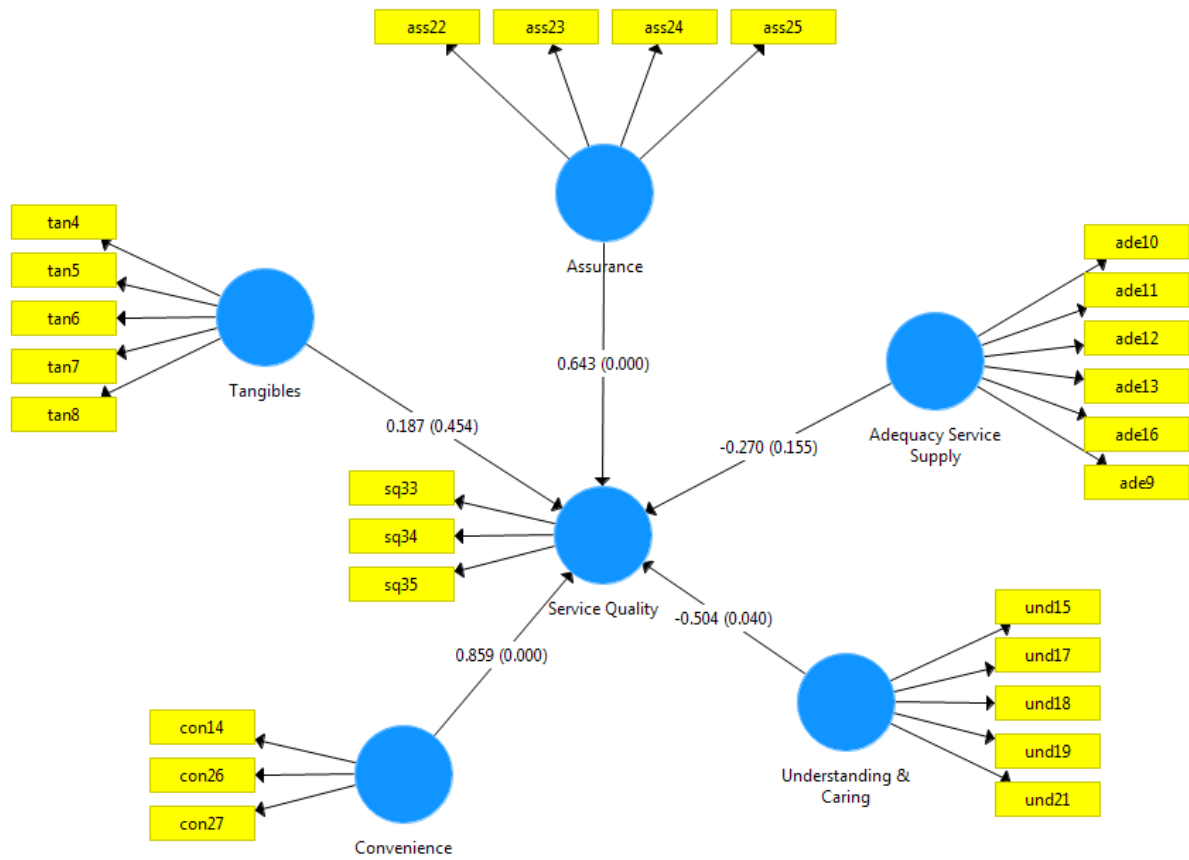 ass22
ass23
ass24
ass25
Assurance
tan4
tan5
tan6
tan7
tan8
Tangibles
ade10
ade11
ade12
ade13
ade16
ade9
Adequacy Service
Supply
0.643 (0.000)
0.187 (0.454)
-0.270 (0.155)
sq33
sq34
sq35
Service Quality
-0.504 (0.040)
0.859 (0.000)
und15
und17
und18
und19
und21
Understanding &
Caring
con14
con26
con27
Convenience